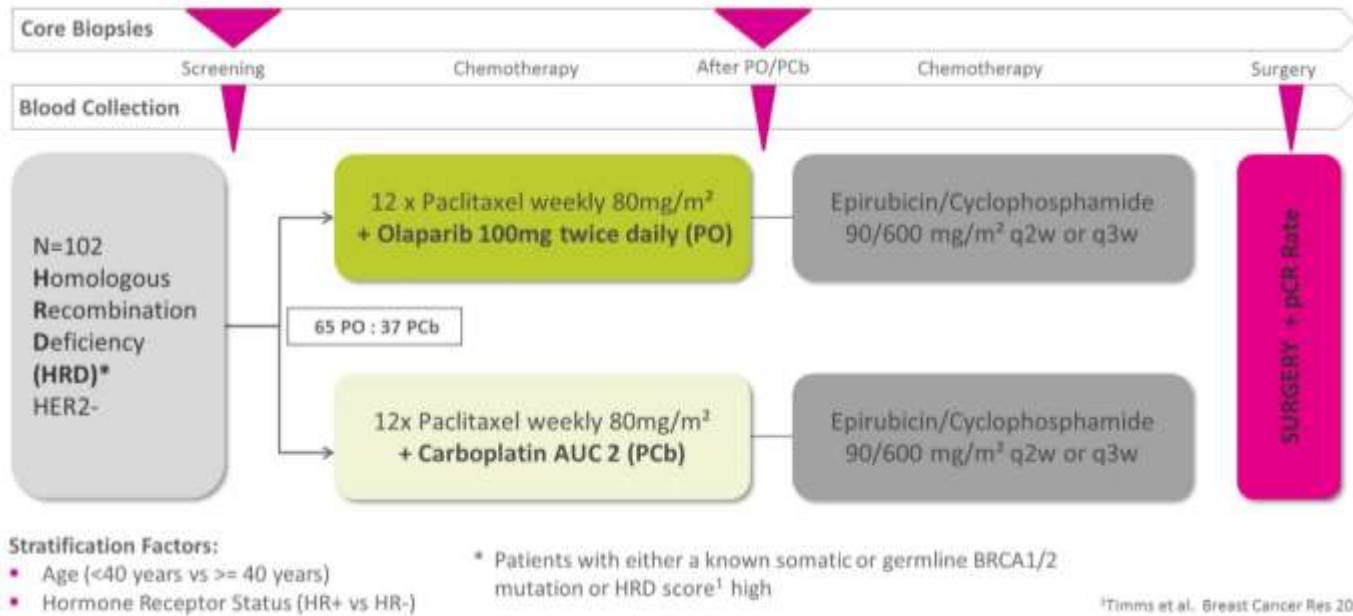 Core Biopsies
Screening
Chemotherapy
After PO/PCb
Chemotherapy
Surgery
Blood Collection
N=102
Homologous
Recombination
Deficiency
(HRD)*
HER2-
12 x Paclitaxel weekly 80mg/m²
+ Olaparib 100mg twice daily (PO)
Epirubicin/Cyclophosphamide
90/600 mg/m² q2w or q3w
65 PO : 37 PCb
12x Paclitaxel weekly 80mg/m²
+ Carboplatin AUC 2 (PCb)
Epirubicin/Cyclophosphamide
90/600 mg/m² q2w or q3w
SURGERY + pCR Rate
Stratification Factors:
▪ Age (<40 years vs >= 40 years)
▪ Hormone Receptor Status (HR+ vs HR-)
* Patients with either a known somatic or germline BRCA1/2
mutation or HRD score¹ high
¹Timms et al. Breast Cancer Res 20